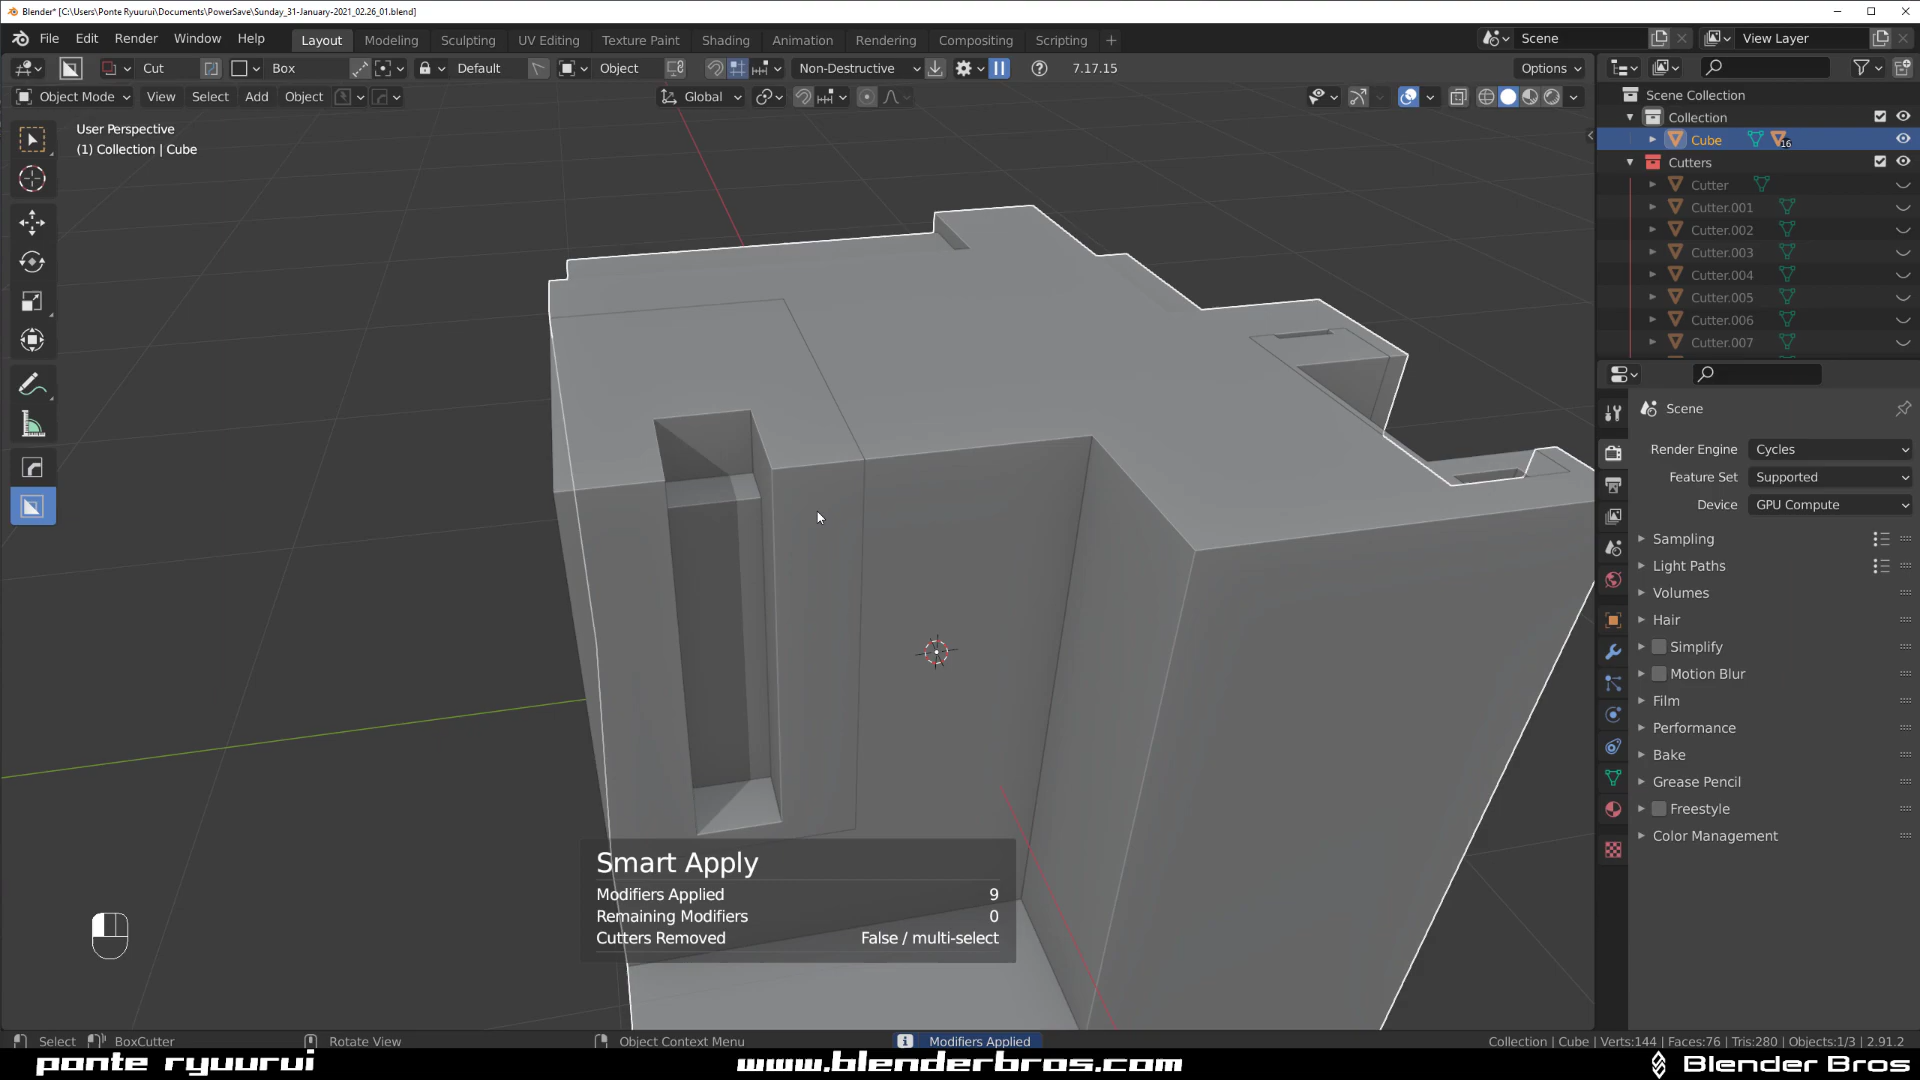 Blender* [C:\Users\Ponte Ryuurui\Documents\PowerSave\Sunday_31-January-2021_02.26_01.blend]
File Edit Render Window Help Layout Modeling Sculpting UV Editing Texture Paint Shading Animation Rendering Compositing Scripting + Scene View Layer
Cut Box Default Object Non-Destructive 7.17.15 Options
Object Mode View Select Add Object Global
User Perspective
(1) Collection | Cube
Scene Collection
Collection
Cube 16
Cutters
Cutter
Cutter.001
Cutter.002
Cutter.003
Cutter.004
Cutter.005
Cutter.006
Cutter.007
Scene
Render Engine Cycles
Feature Set Supported
Device GPU Compute
Sampling
Light Paths
Volumes
Hair
Simplify
Motion Blur
Film
Performance
Bake
Grease Pencil
Freestyle
Color Management
Smart Apply
Modifiers Applied 9
Remaining Modifiers 0
Cutters Removed False / multi-select
Select BoxCutter Rotate View Object Context Menu Modifiers Applied Collection | Cube | Verts:144 | Faces:76 | Tris:280 | Objects:1/3 | 2.91.2
ponte ryuurui www.blenderbros.com Blender Bros